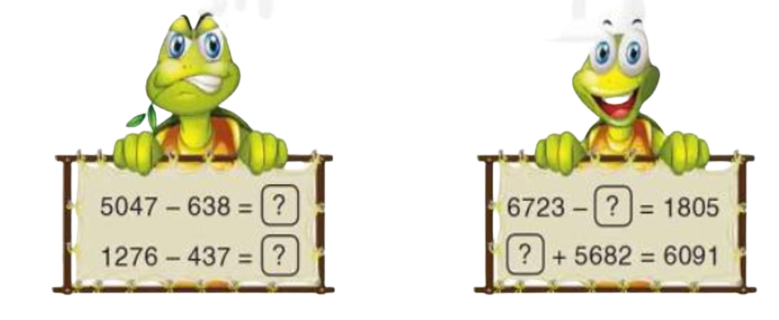 5047 – 638 = ?
1276 – 437 = ?
6723 – ? = 1805
? + 5682 = 6091